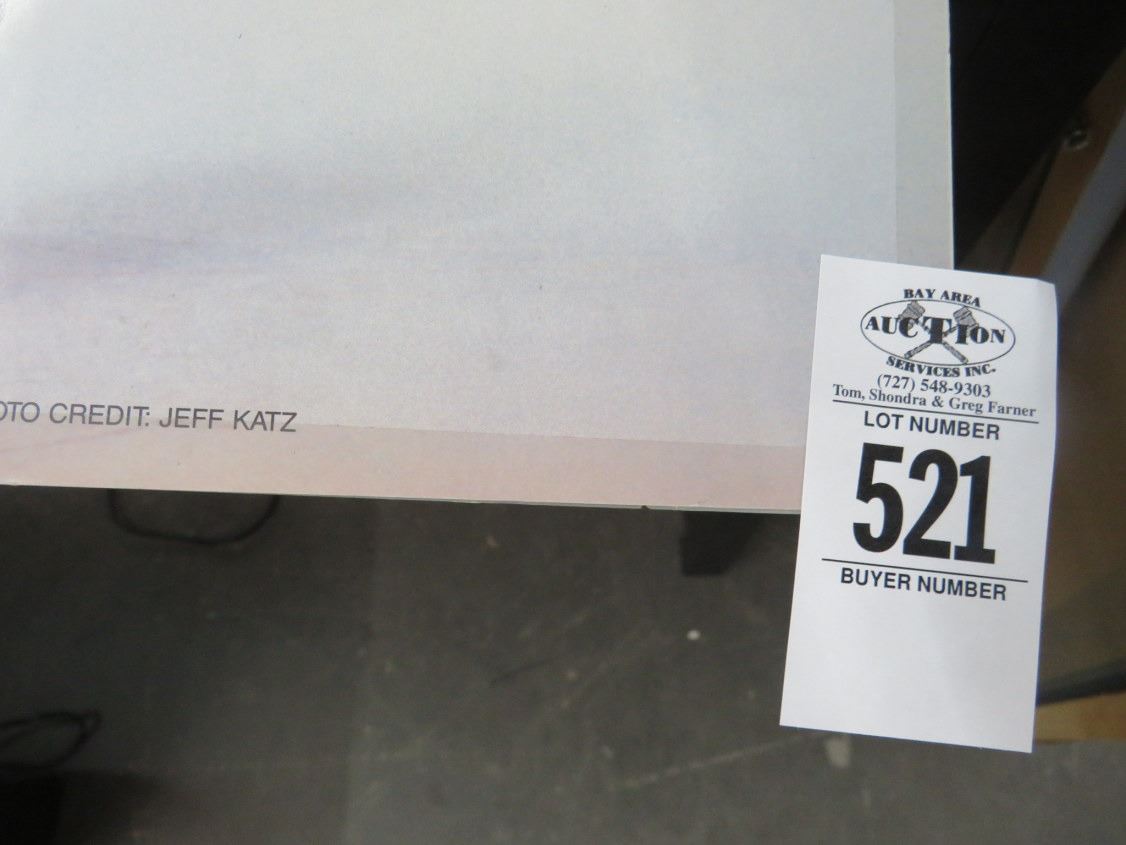 OTO CREDIT: JEFF KATZ
BAY AREA
AUCTION
SERVICES INC.
(727) 548-9303
Tom, Shondra & Greg Farner
LOT NUMBER
521
BUYER NUMBER